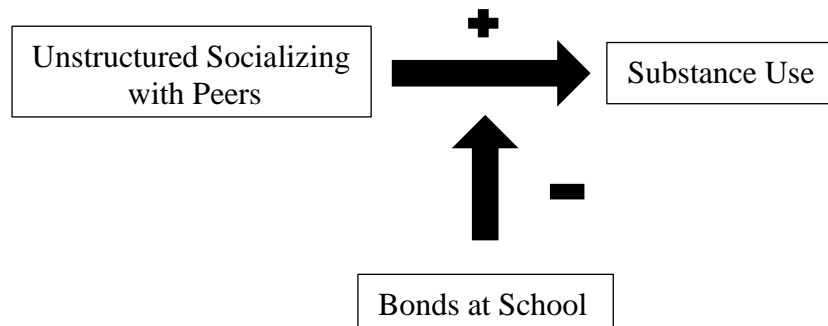 +
Unstructured Socializing
with Peers
Substance Use
-
Bonds at School